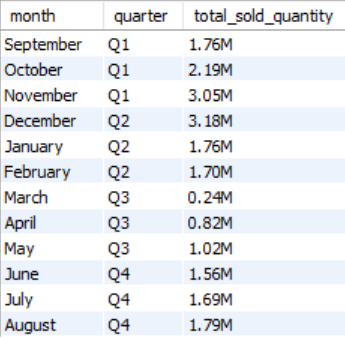 month quarter total_sold_quantity
September Q1 1.76M
October Q1 2.19M
November Q1 3.05M
December Q2 3.18M
January Q2 1.76M
February Q2 1.70M
March Q3 0.24M
April Q3 0.82M
May Q3 1.02M
June Q4 1.56M
July Q4 1.69M
August Q4 1.79M